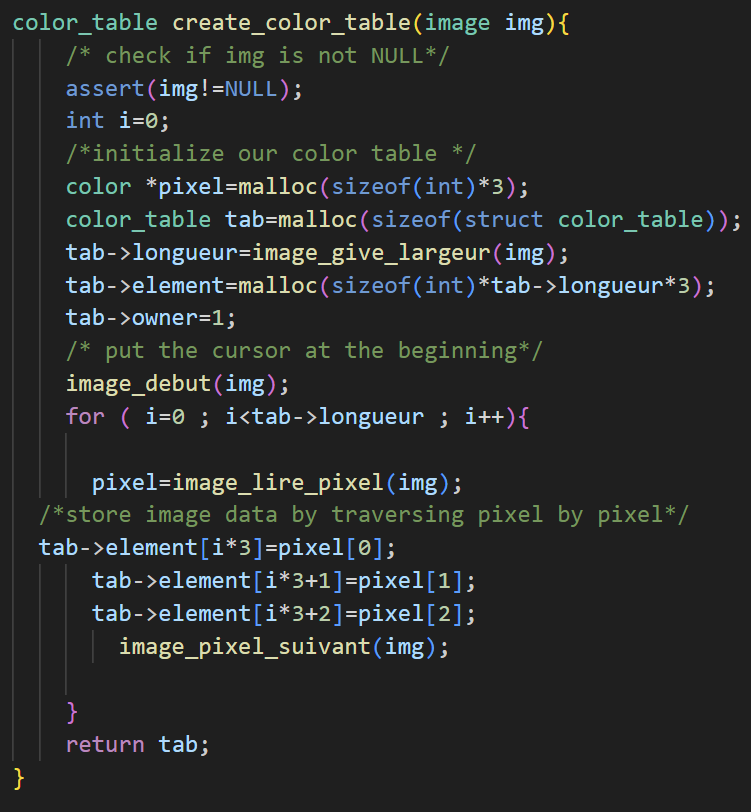 color_table create_color_table(image img){
/* check if img is not NULL*/
assert(img!=NULL);
int i=0;
/*initialize our color table */
color *pixel=malloc(sizeof(int)*3);
color_table tab=malloc(sizeof(struct color_table));
tab->longueur=image_give_largeur(img);
tab->element=malloc(sizeof(int)*tab->longueur*3);
tab->owner=1;
/* put the cursor at the beginning*/
image_debut(img);
for ( i=0 ; i<tab->longueur ; i++){
pixel=image_lire_pixel(img);
/*store image data by traversing pixel by pixel*/
tab->element[i*3]=pixel[0];
tab->element[i*3+1]=pixel[1];
tab->element[i*3+2]=pixel[2];
image_pixel_suivant(img);
}
return tab;
}